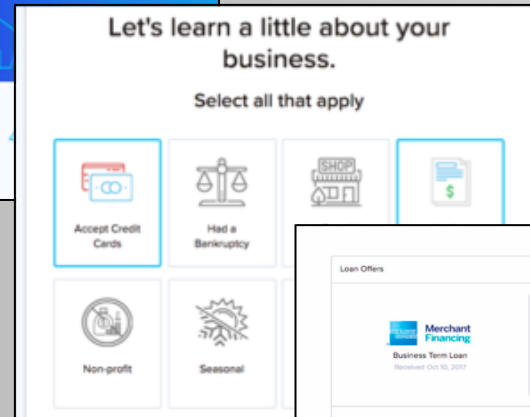 Let's learn a little about your
business.
Select all that apply
SHOP
$
Accept Credit
Cards
Had a
Bankruptcy
Non-profit
Seasonal
Loan Offers
Merchant
Financing
Business Term Loan
Received Oct 10, 2017